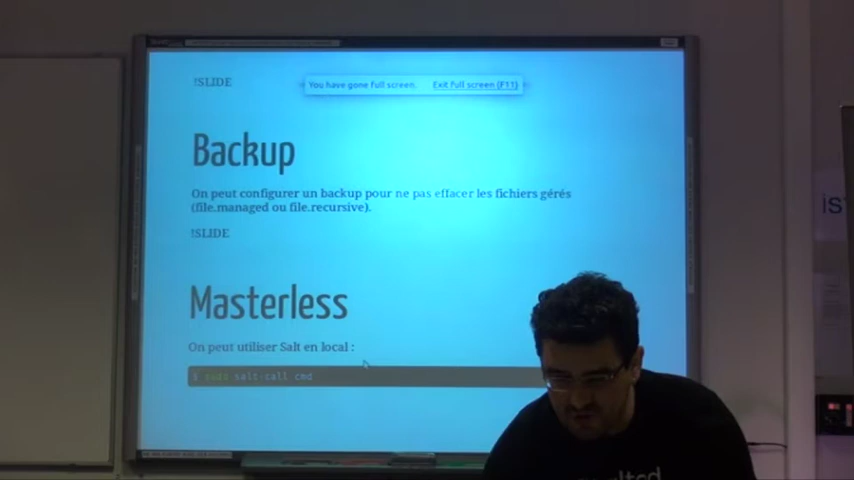 !SLIDE
You have gone full screen. Exit full screen (F11)
Backup
On peut configurer un backup pour ne pas effacer les fichiers gérés
(file.managed ou file.recursive).
!SLIDE
Masterless
On peut utiliser Salt en local :
$ sudo salt-call cmd
is